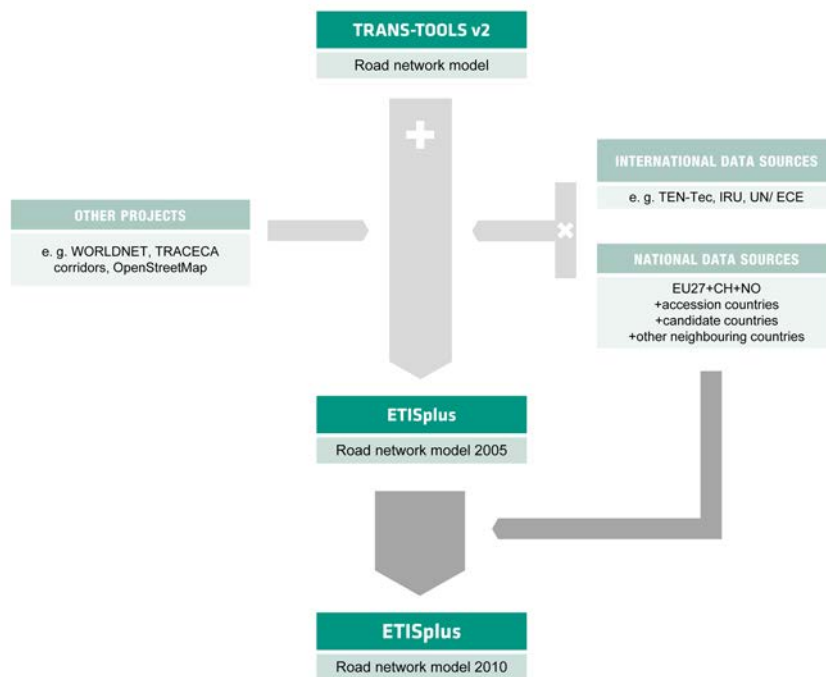 TRANS-TOOLS v2
Road network model
INTERNATIONAL DATA SOURCES
e. g. TEN-Tec, IRU, UN/ ECE
OTHER PROJECTS
e. g. WORLDNET, TRACECA
corridors, OpenStreetMap
NATIONAL DATA SOURCES
EU27+CH+NO
+accession countries
+candidate countries
+other neighbouring countries
ETISplus
Road network model 2005
ETISplus
Road network model 2010